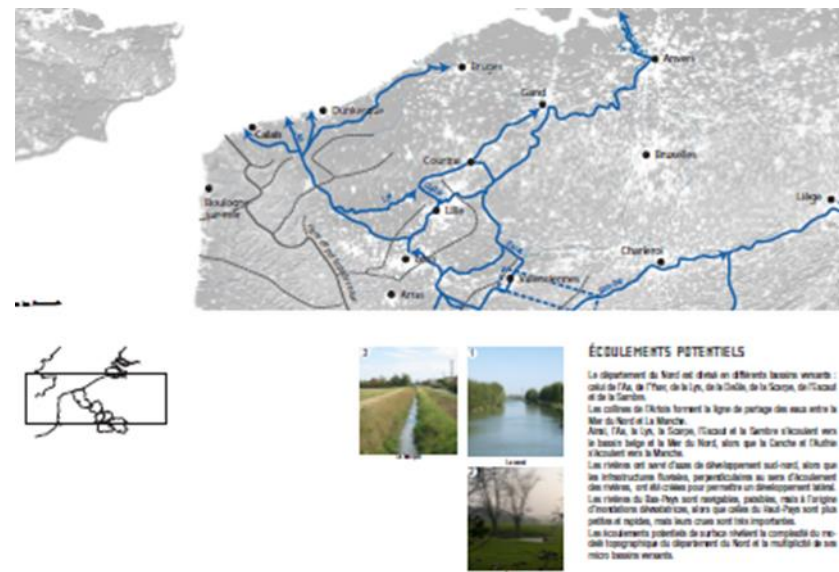 Bruges
Anvers
Dunkerque
Gand
Calais
Courtrai
Bruxelles
Boulogne
sur-mer
Liège
Lille
Charleroi
Valenciennes
Arras
ÉCOULEMENTS POTENTIELS
Le département du Nord est divisé en différents bassins versants :
celui de l'Aa, de l'Yser, de la Lys, de la Deûle, de la Scarpe, de l'Escaut
et de la Sambre.
Les collines de l'Artois forment la ligne de partage des eaux entre la
Mer du Nord et La Manche.
Ainsi, l'Aa, la Lys, la Scarpe, l'Escaut et la Sambre s'écoulent vers
le bassin belge et la Mer du Nord, alors que la Canche et l'Authie
s'écoulent vers la Manche.
Les rivières ont servi d'axes de développement sud-nord, alors que
les infrastructures fluviales, perpendiculaires au sens d'écoulement
des rivières, ont été créées pour permettre un développement latéral.
Les rivières du Bas-Pays sont navigables, paisibles, mais à l'origine
d'inondations dévastatrices, alors que celles du Haut-Pays sont plus
petites et rapides, mais leurs crues sont très importantes.
Les écoulements potentiels de surface révèlent la complexité du mo-
delé topographique du département du Nord et la multiplicité de ses
micro bassins versants.